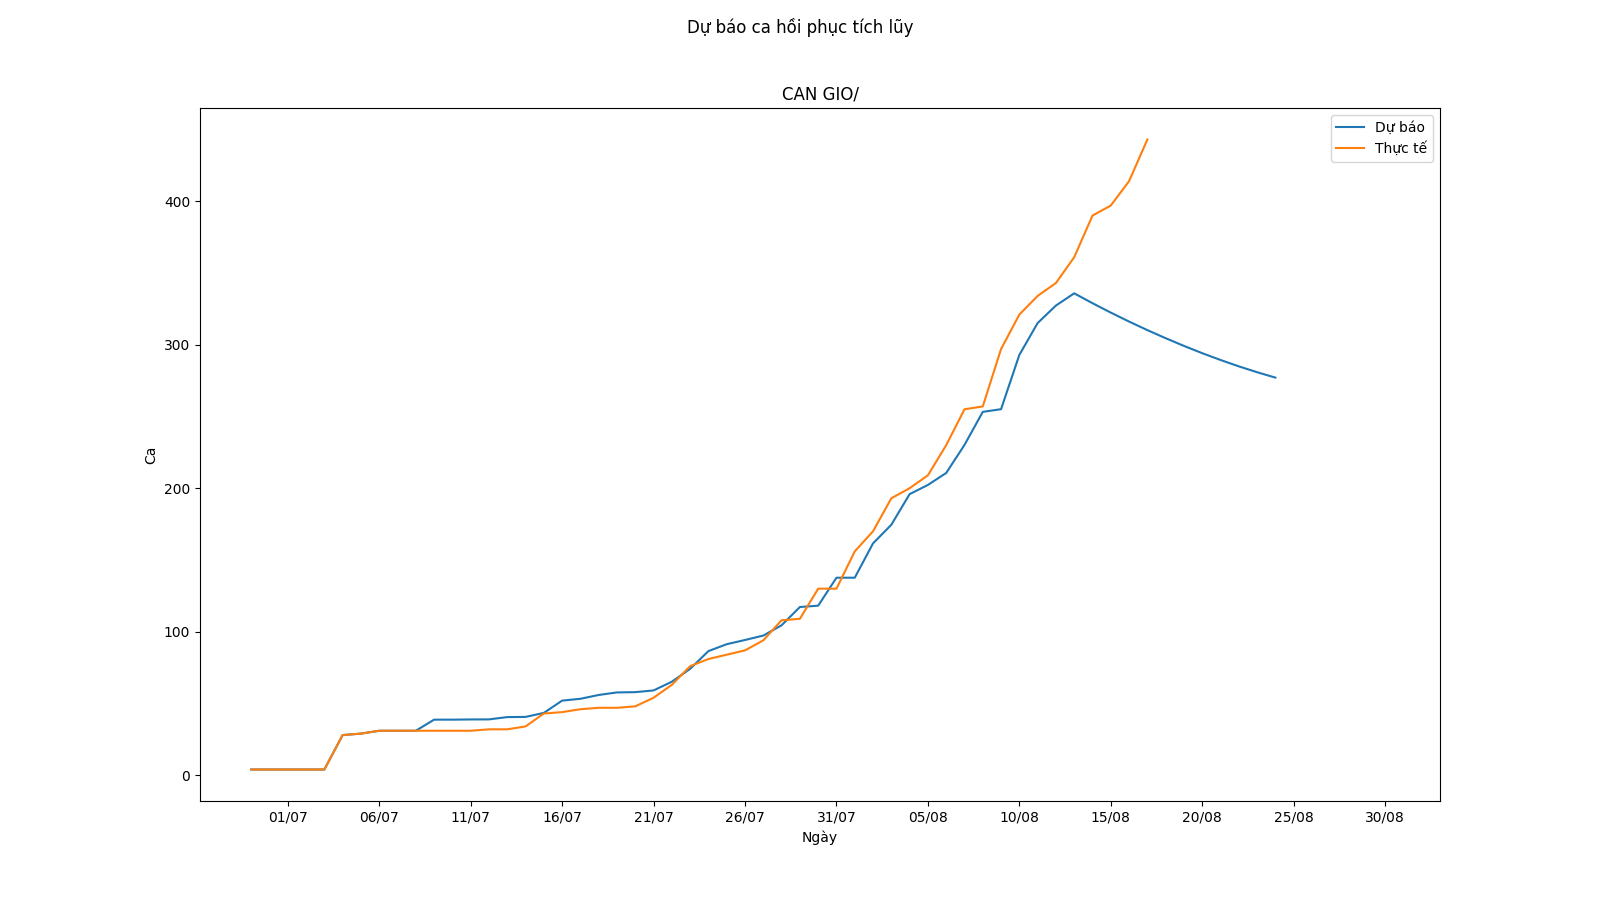 Dự báo ca hồi phục tích lũy
CAN GIO/
Dự báo
Thực tế
400
300
200
100
0
Ca
01/07 06/07 11/07 16/07 21/07 26/07 31/07 05/08 10/08 15/08 20/08 25/08 30/08
Ngày